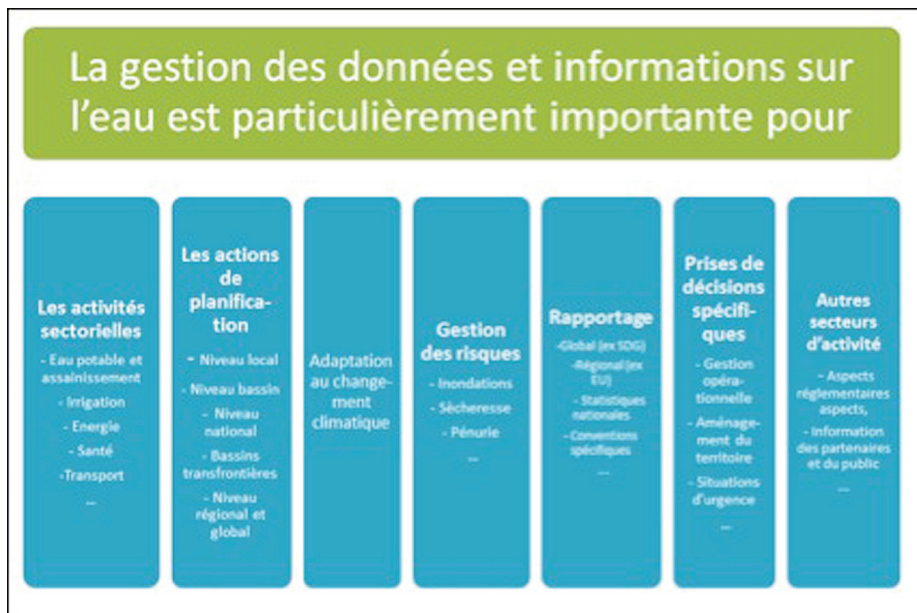 La gestion des données et informations sur
l'eau est particulièrement importante pour
Les activités
sectorielles
- Eau potable et
assainissement
- Irrigation
- Energie
- Santé
-Transport
...
Les actions
de
planifica-
tion
- Niveau local
- Niveau bassin
- Niveau
national
- Bassins
transfrontières
- Niveau
régional et
global
Adaptation
au change-
ment
climatique
Gestion
des risques
- Inondations
- Sècheresse
- Pénurie
...
Rapportage
-Global (ex SDG)
-Régional (ex
EU)
- Statistiques
nationales
- Conventions
spécifiques
...
Prises de
décisions
spécifi-
ques
- Gestion
opéra-
tionnelle
- Aménage-
ment du
territoire
- Situations
d'urgence
...
Autres
secteurs
d'activité
- Aspects
réglementaires
aspects,
- Information
des partenaires
et du public
...